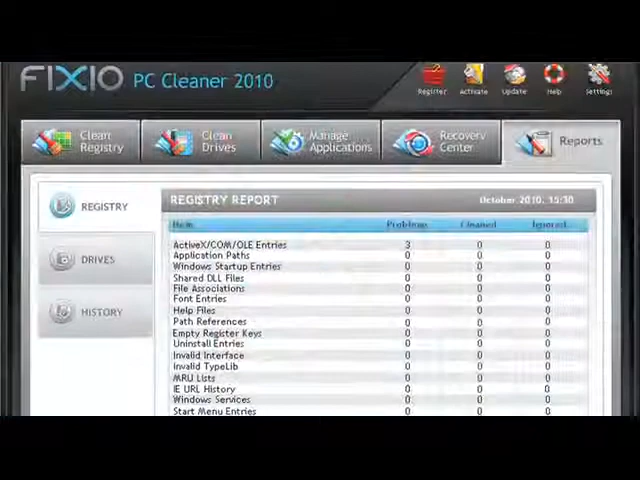 FIXIO PC Cleaner 2010
Register Activate Update Help Settings
Clean Registry
Clean Drives
Manage Applications
Recovery Center
Reports
REGISTRY
DRIVES
HISTORY
REGISTRY REPORT October 2010, 15:30
Item Problems Cleaned Ignored...
ActiveX/COM/OLE Entries 3 0 0
Application Paths 0 0 0
Windows Startup Entries 0 0 0
Shared DLL Files 0 0 0
File Associations 0 0 0
Font Entries 0 0 0
Help Files 0 0 0
Path References 0 0 0
Empty Register Keys 0 0 0
Uninstall Entries 0 0 0
Invalid Interface 0 0 0
Invalid TypeLib 0 0 0
MRU Lists 0 0 0
IE URL History 0 0 0
Windows Services 0 0 0
Start Menu Entries 0 0 0